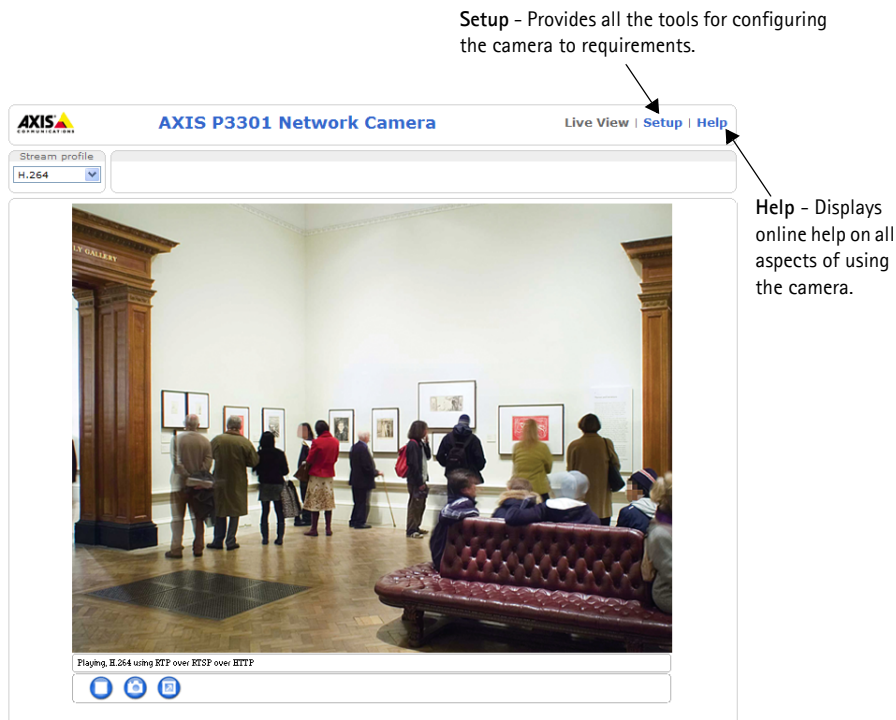 Setup - Provides all the tools for configuring
the camera to requirements.
AXIS
COMMUNICATIONS
AXIS P3301 Network Camera
Live View | Setup | Help
Stream profile
H.264
Help - Displays
online help on all
aspects of using
the camera.
LY GALLERY
Playing, H.264 using RTP over RTSP over HTTP